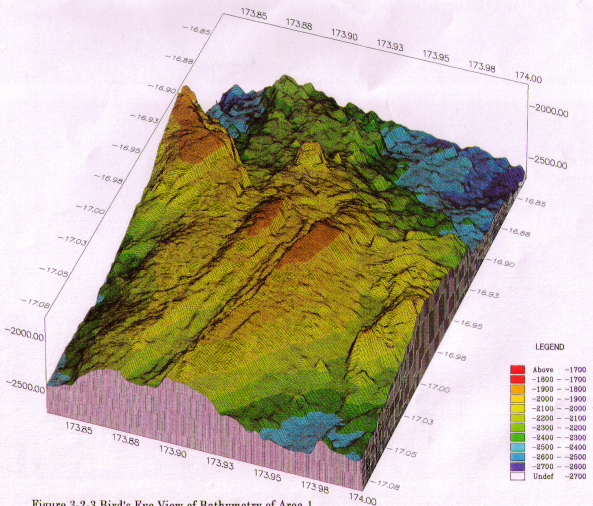 173.85
173.88
173.90
173.93
173.95
173.98
174.00
-16.85
-16.88
-16.90
-16.93
-16.95
-16.98
-17.00
-17.03
-17.05
-17.08
-2000.00
-2500.00
-2000.00
-2500.00
-16.85
-16.88
-16.90
-16.93
-16.95
-16.98
-17.00
-17.03
-17.05
-17.08
173.85
173.88
173.90
173.93
173.95
173.98
174.00
LEGEND
Above -1700
-1800 - -1700
-1900 - -1800
-2000 - -1900
-2100 - -2000
-2200 - -2100
-2300 - -2200
-2400 - -2300
-2500 - -2400
-2600 - -2500
-2700 - -2600
Undef -2700
Figure 3-2-3 Bird's Eye View of Bathymetry of Area 1